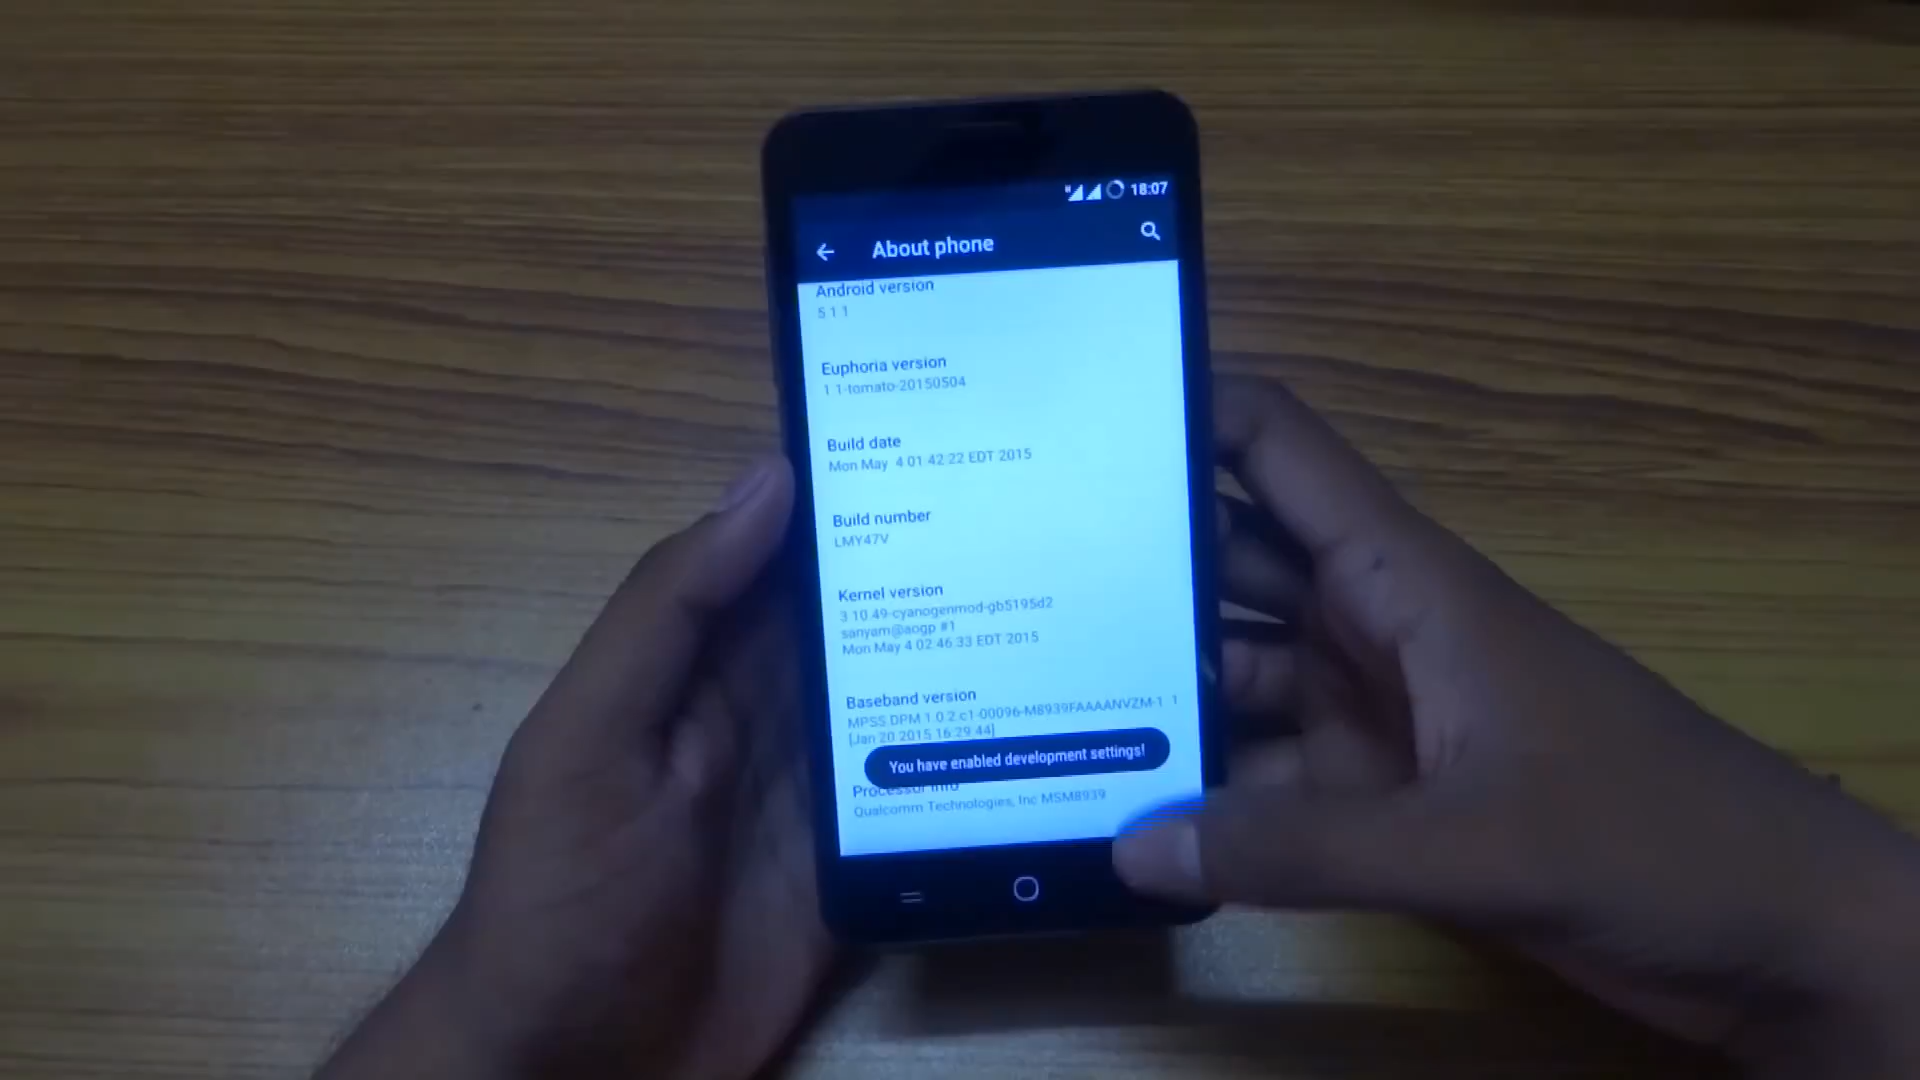 18:07
About phone
Android version
5.1.1
Euphoria version
1.1-tomato-20150504
Build date
Mon May 4 01:42:22 EDT 2015
Build number
LMY47V
Kernel version
3.10.49-cyanogenmod-gb5195d2
sanyam@aogp #1
Mon May 4 02:46:33 EDT 2015
Baseband version
MPSS.DPM.1.0.2.c1-00096-M8939FAAAANVZM-1 1
[Jan 20 2015 16:29:44]
You have enabled development settings!
Processor info
Qualcomm Technologies, Inc MSM8939